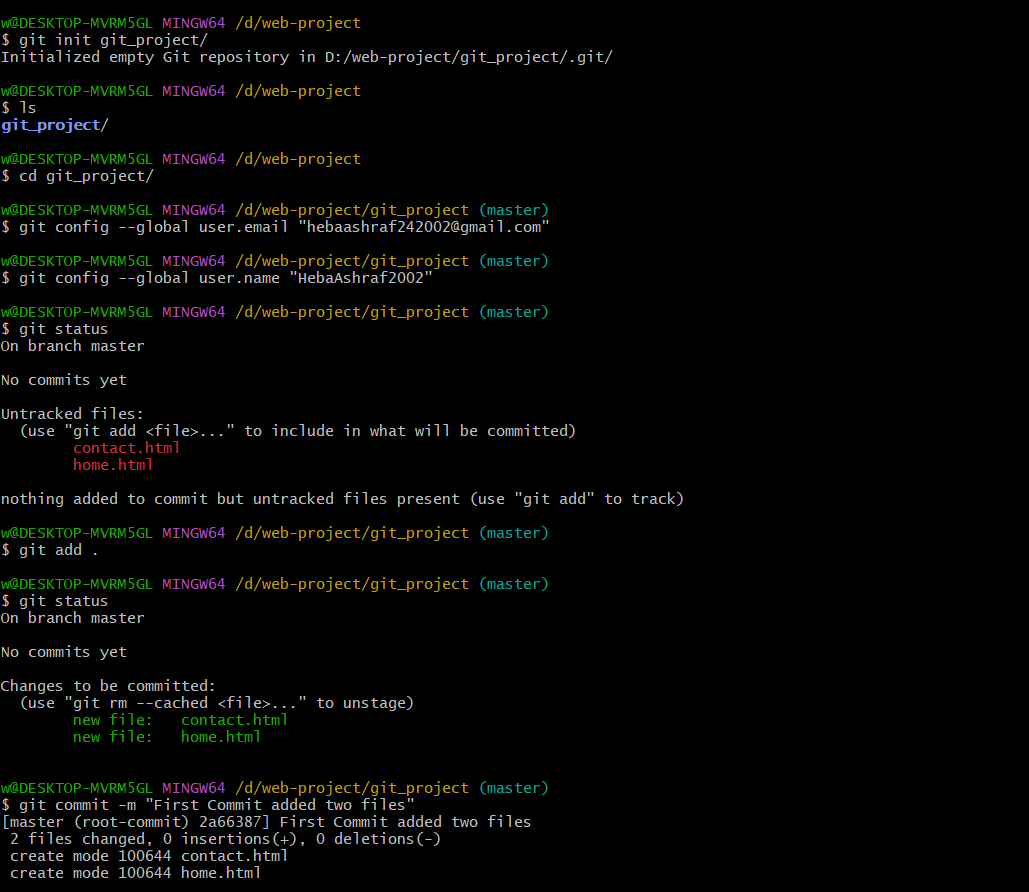 w@DESKTOP-MVRM5GL MINGW64 /d/web-project
$ git init git_project/
Initialized empty Git repository in D:/web-project/git_project/.git/
w@DESKTOP-MVRM5GL MINGW64 /d/web-project
$ ls
git_project/
w@DESKTOP-MVRM5GL MINGW64 /d/web-project
$ cd git_project/
w@DESKTOP-MVRM5GL MINGW64 /d/web-project/git_project (master)
$ git config --global user.email "hebaashraf242002@gmail.com"
w@DESKTOP-MVRM5GL MINGW64 /d/web-project/git_project (master)
$ git config --global user.name "HebaAshraf2002"
w@DESKTOP-MVRM5GL MINGW64 /d/web-project/git_project (master)
$ git status
On branch master
No commits yet
Untracked files:
  (use "git add <file>..." to include in what will be committed)
        contact.html
        home.html
nothing added to commit but untracked files present (use "git add" to track)
w@DESKTOP-MVRM5GL MINGW64 /d/web-project/git_project (master)
$ git add .
w@DESKTOP-MVRM5GL MINGW64 /d/web-project/git_project (master)
$ git status
On branch master
No commits yet
Changes to be committed:
  (use "git rm --cached <file>..." to unstage)
        new file:   contact.html
        new file:   home.html
w@DESKTOP-MVRM5GL MINGW64 /d/web-project/git_project (master)
$ git commit -m "First Commit added two files"
[master (root-commit) 2a66387] First Commit added two files
 2 files changed, 0 insertions(+), 0 deletions(-)
 create mode 100644 contact.html
 create mode 100644 home.html